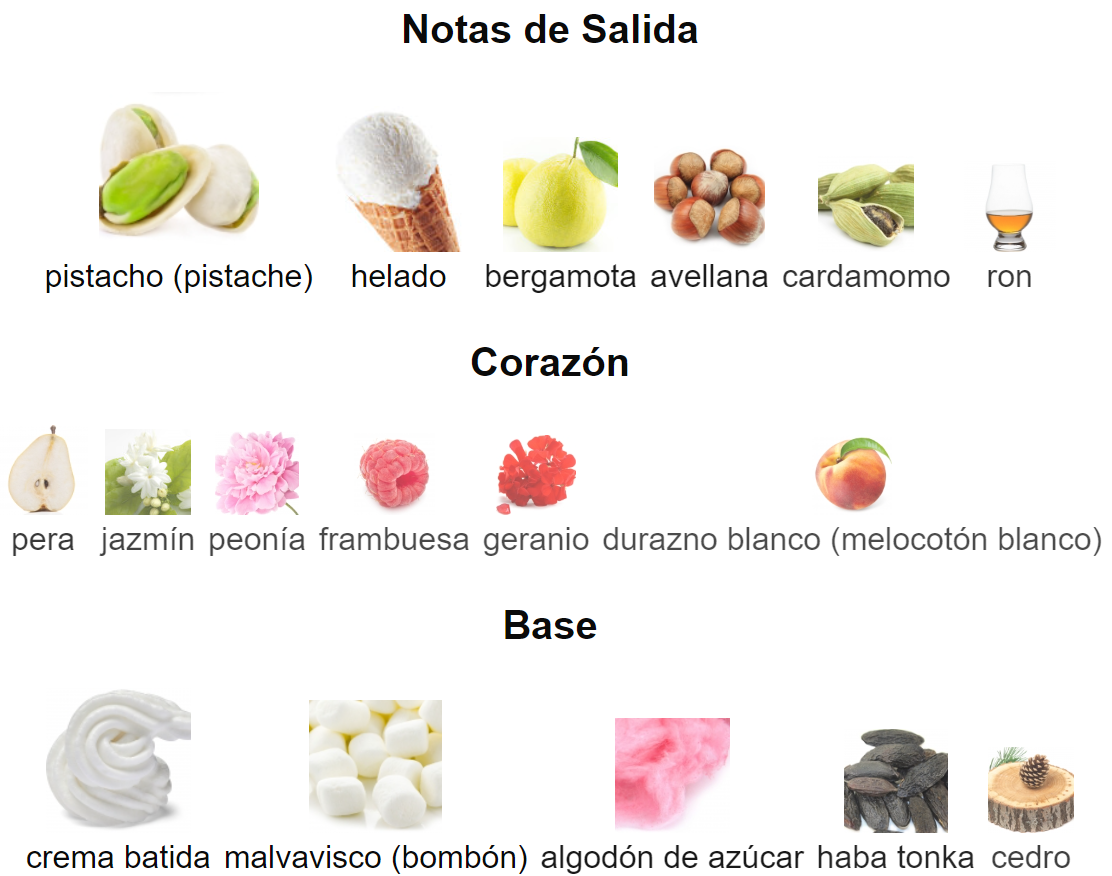 Notas de Salida
pistacho (pistache) helado bergamota avellana cardamomo ron
Corazón
pera jazmín peonía frambuesa geranio durazno blanco (melocotón blanco)
Base
crema batida malvavisco (bombón) algodón de azúcar haba tonka cedro